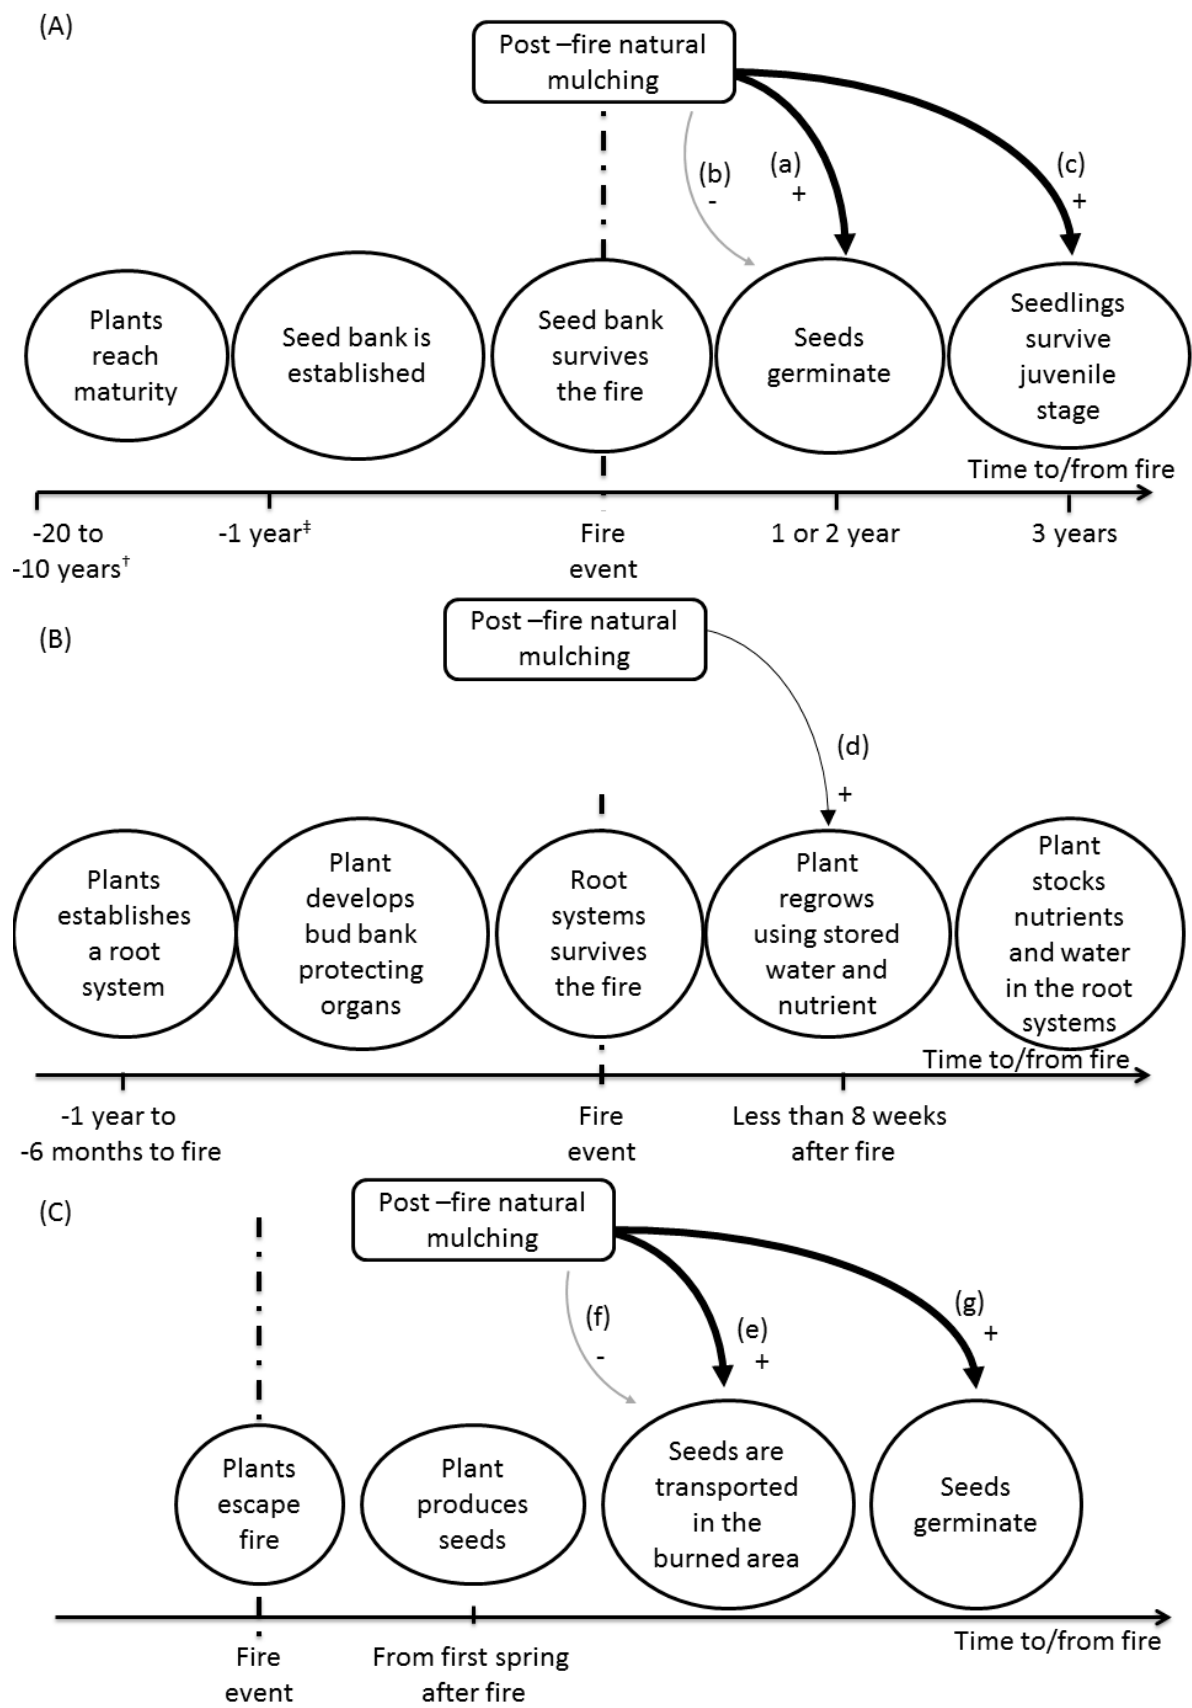 (A)
Post –fire natural
mulching
(b)
-
(a)
+
(c)
+
Plants
reach
maturity
Seed bank is
established
Seed bank
survives
the fire
Seeds
germinate
Seedlings
survive
juvenile
stage
Time to/from fire
-20 to
-10 years†
-1 year‡
Fire
event
1 or 2 year
3 years
(B)
Post –fire natural
mulching
(d)
+
Plants
establishes
a root
system
Plant
develops
bud bank
protecting
organs
Root
systems
survives
the fire
Plant
regrows
using stored
water and
nutrient
Plant
stocks
nutrients
and water
in the root
systems
Time to/from fire
-1 year to
-6 months to fire
Fire
event
Less than 8 weeks
after fire
(C)
Post –fire natural
mulching
(f)
-
(e)
+
(g)
+
Plants
escape
fire
Plant
produces
seeds
Seeds are
transported
in the
burned area
Seeds
germinate
Time to/from fire
Fire
event
From first spring
after fire